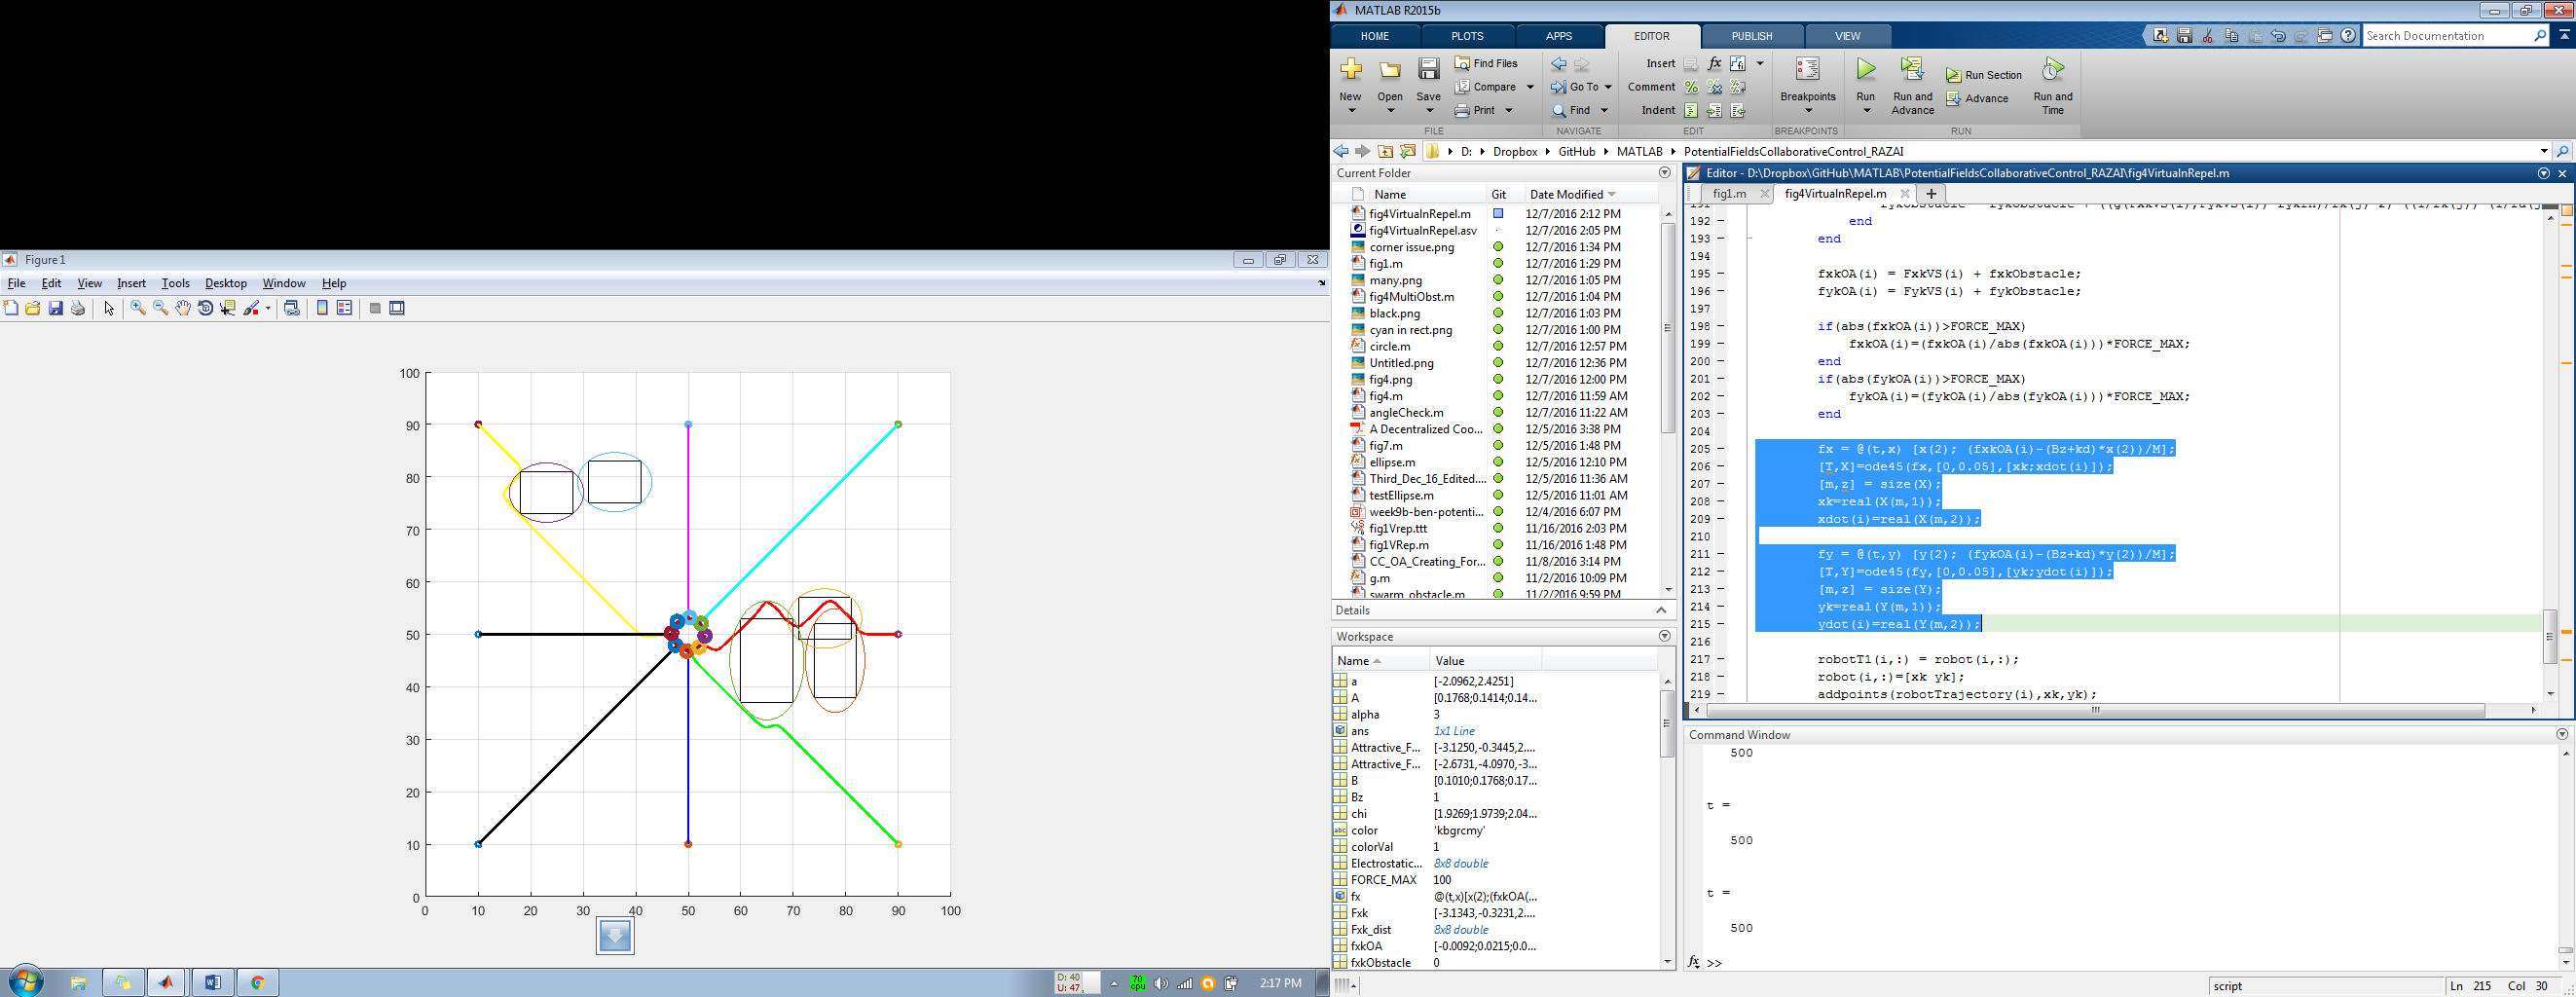 Figure 1
File Edit View Insert Tools Desktop Window Help
100
90
80
70
60
50
40
30
20
10
0
0 10 20 30 40 50 60 70 80 90 100
D: 40
U: 47
70
cpu
2:17 PM
MATLAB R2015b
HOME PLOTS APPS EDITOR PUBLISH VIEW
Search Documentation
New Open Save
Find Files
Compare
Print
Go To
Find
Insert
Comment
Indent
Breakpoints
Run
Run and Advance
Run Section
Advance
Run and Time
FILE NAVIGATE EDIT BREAKPOINTS RUN
D: Dropbox GitHub MATLAB PotentialFieldsCollaborativeControl_RAZAI
Current Folder
Name Git Date Modified
fig4VirtualnRepel.m 12/7/2016 2:12 PM
fig4VirtualnRepel.asv 12/7/2016 2:05 PM
corner issue.png 12/7/2016 1:34 PM
fig1.m 12/7/2016 1:29 PM
many.png 12/7/2016 1:05 PM
fig4MultiObst.m 12/7/2016 1:04 PM
black.png 12/7/2016 1:03 PM
cyan in rect.png 12/7/2016 1:00 PM
circle.m 12/7/2016 12:57 PM
Untitled.png 12/7/2016 12:36 PM
fig4.png 12/7/2016 12:00 PM
fig4.m 12/7/2016 11:59 AM
angleCheck.m 12/7/2016 11:22 AM
A Decentralized Coo... 12/5/2016 3:38 PM
fig7.m 12/5/2016 1:48 PM
ellipse.m 12/5/2016 12:10 PM
Third_Dec_16_Edited.... 12/5/2016 11:36 AM
testEllipse.m 12/5/2016 11:01 AM
week9b-ben-potenti... 12/4/2016 6:07 PM
fig1Vrep.ttt 11/16/2016 2:03 PM
fig1VRep.m 11/16/2016 1:48 PM
CC_OA_Creating_For... 11/8/2016 3:14 PM
g.m 11/2/2016 10:09 PM
swarm_obstacle.m 11/2/2016 9:59 PM
Details
Workspace
Name Value
a [-2.0962,2.4251]
A [0.1768;0.1414;0.14...
alpha 3
ans 1x1 Line
Attractive_F... [-3.1250,-0.3445,2....
Attractive_F... [-2.6731,-4.0970,-3....
B [0.1010;0.1768;0.17...
Bz 1
chi [1.9269;1.9739;2.04...
color 'kbgrcmy'
colorVal 1
Electrostatic... 8x8 double
FORCE_MAX 100
fx @(t,x)[x(2);(fxkOA(...
Fxk [-3.1343,-0.3231,2....
Fxk_dist 8x8 double
fxkOA [-0.0092;0.0215;0.0...
fxkObstacle 0
Editor - D:\Dropbox\GitHub\MATLAB\PotentialFieldsCollaborativeControl_RAZAI\fig4VirtualnRepel.m
fig1.m fig4VirtualnRepel.m
192 end
193 end
194
195 fxkOA(i) = FxkVS(i) + fxkObstacle;
196 fykOA(i) = FykVS(i) + fykObstacle;
197
198 if(abs(fxkOA(i))>FORCE_MAX)
199 fxkOA(i)=(fxkOA(i)/abs(fxkOA(i)))*FORCE_MAX;
200 end
201 if(abs(fykOA(i))>FORCE_MAX)
202 fykOA(i)=(fykOA(i)/abs(fykOA(i)))*FORCE_MAX;
203 end
204
205 fx = @(t,x) [x(2); (fxkOA(i)-(Bz+kd)*x(2))/M];
206 [T,X]=ode45(fx,[0,0.05],[xk;xdot(i)]);
207 [m,z] = size(X);
208 xk=real(X(m,1));
209 xdot(i)=real(X(m,2));
210
211 fy = @(t,y) [y(2); (fykOA(i)-(Bz+kd)*y(2))/M];
212 [T,Y]=ode45(fy,[0,0.05],[yk;ydot(i)]);
213 [m,z] = size(Y);
214 yk=real(Y(m,1));
215 ydot(i)=real(Y(m,2));
216
217 robotT1(i,:) = robot(i,:);
218 robot(i,:)=[xk yk];
219 addpoints(robotTrajectory(i),xk,yk);
Command Window
500
t =
500
t =
500
fx >>
script
Ln 215 Col 30